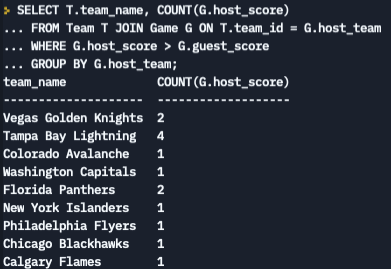 > SELECT T.team_name, COUNT(G.host_score)
... FROM Team T JOIN Game G ON T.team_id = G.host_team
... WHERE G.host_score > G.guest_score
... GROUP BY G.host_team;
team_name COUNT(G.host_score)
-------------------- -------------------
Vegas Golden Knights 2
Tampa Bay Lightning 4
Colorado Avalanche 1
Washington Capitals 1
Florida Panthers 2
New York Islanders 1
Philadelphia Flyers 1
Chicago Blackhawks 1
Calgary Flames 1